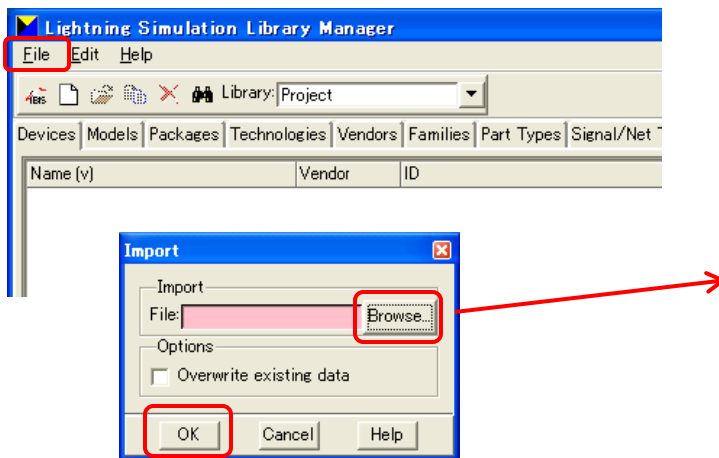 Lightning Simulation Library Manager
File Edit Help
IBIS Library: Project
Devices Models Packages Technologies Vendors Families Part Types Signal/Net
Name (v) Vendor ID
Import
Import
File: Browse...
Options
Overwrite existing data
OK Cancel Help